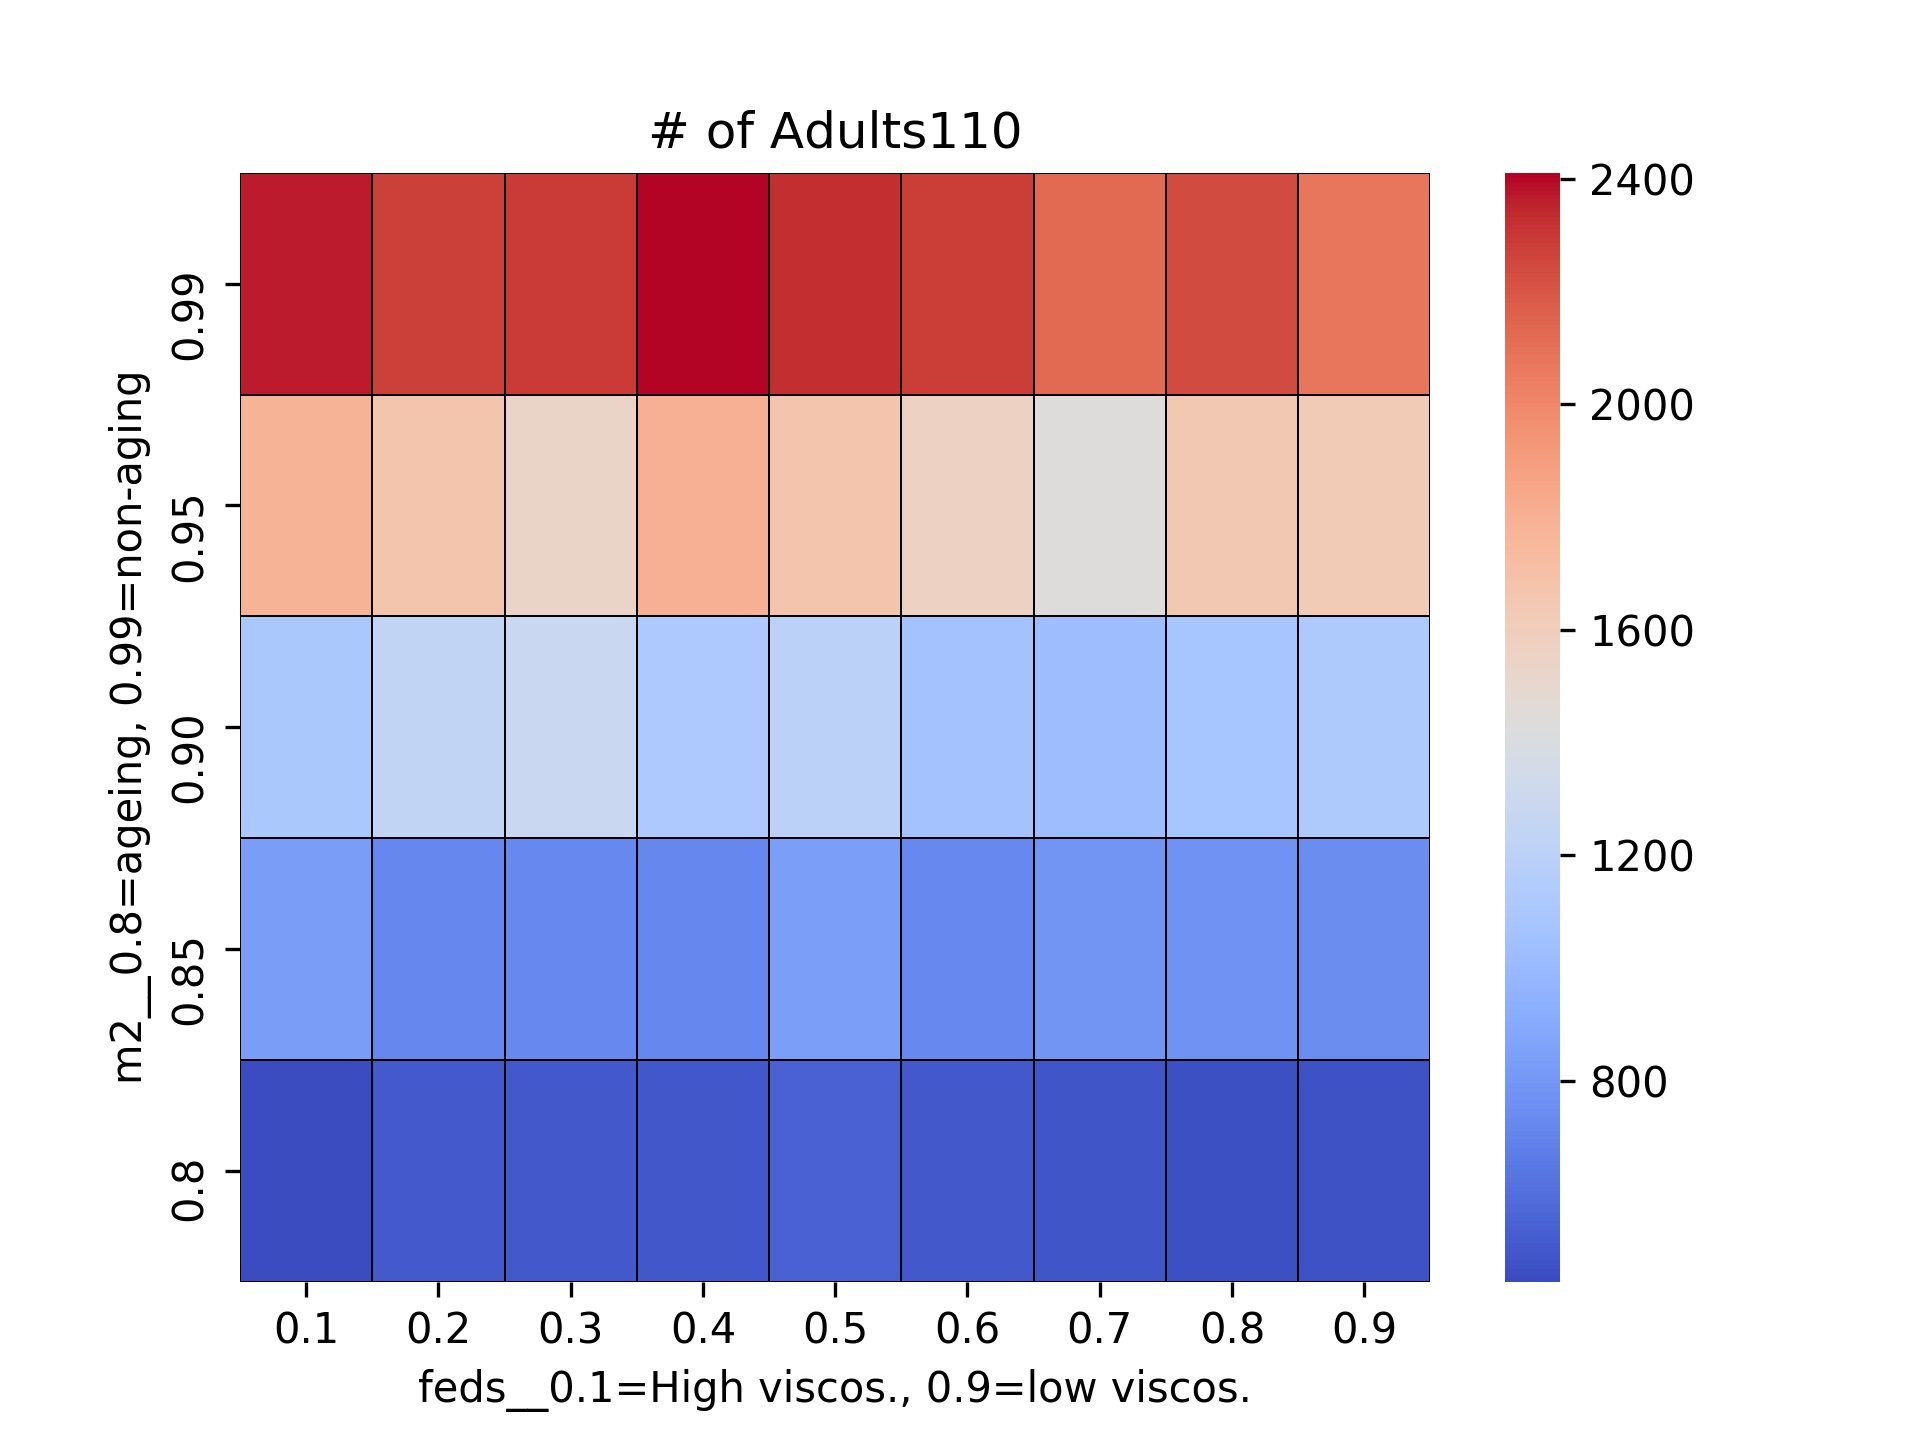 # of Adults110
m2__0.8=ageing, 0.99=non-aging
0.99
0.95
0.90
0.85
0.8
0.1 0.2 0.3 0.4 0.5 0.6 0.7 0.8 0.9
feds__0.1=High viscos., 0.9=low viscos.
2400
2000
1600
1200
800